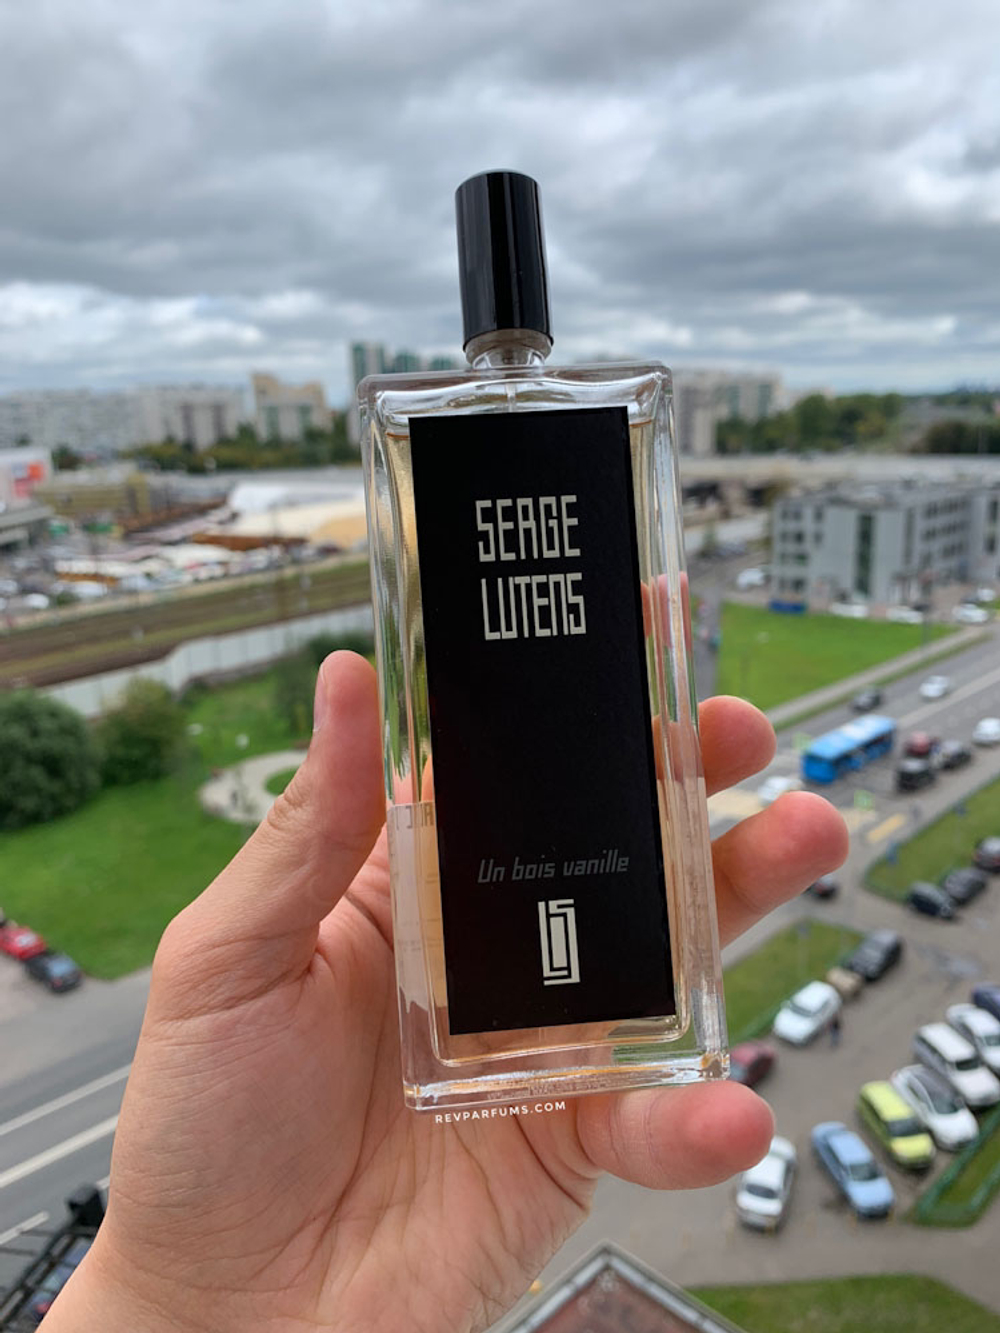 SERGE
LUTENS
Un bois vanille
REVPARFUMS.COM